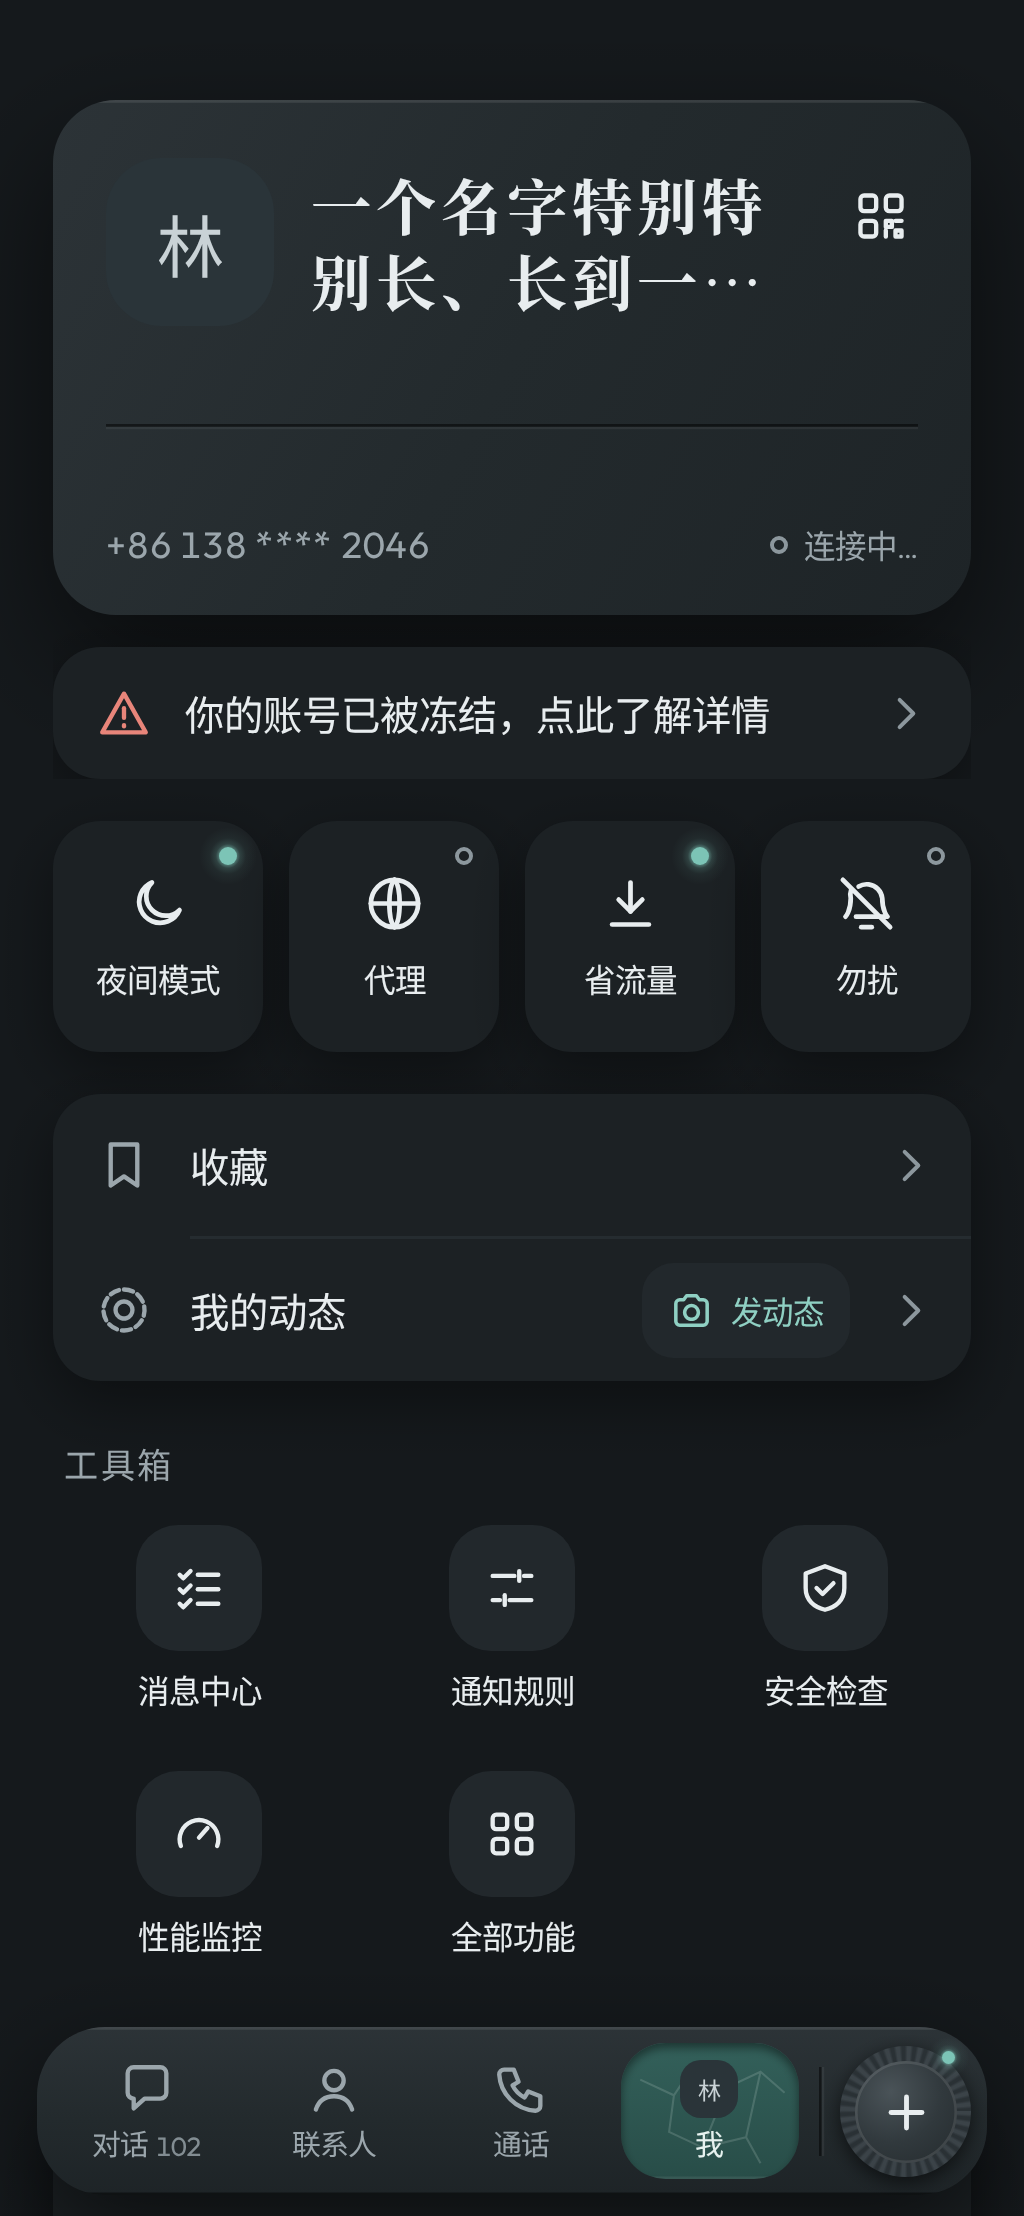 林
一个名字特别特
别长、长到一…
+86 138 **** 2046
连接中...
你的账号已被冻结，点此了解详情
夜间模式
代理
省流量
勿扰
收藏
我的动态
发动态
工具箱
消息中心
通知规则
安全检查
性能监控
全部功能
对话 102
联系人
通话
林
我